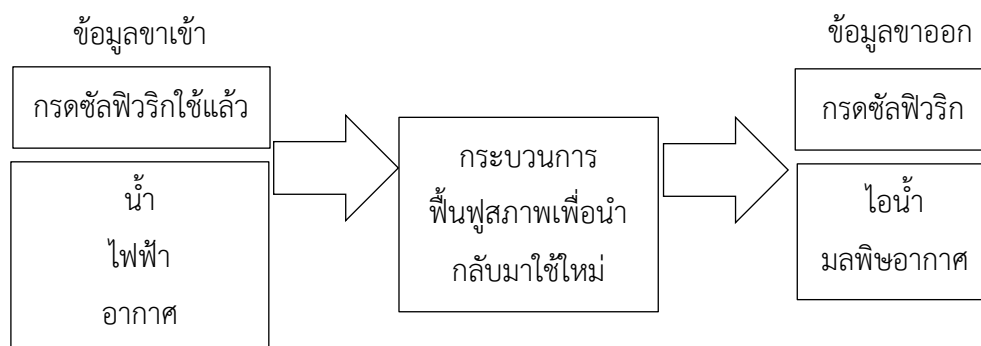 ข้อมูลขาเข้า
กรดซัลฟิวริกใช้แล้ว
น้ำ
ไฟฟ้า
อากาศ
กระบวนการ
ฟื้นฟูสภาพเพื่อนำ
กลับมาใช้ใหม่
ข้อมูลขาออก
กรดซัลฟิวริก
ไอน้ำ
มลพิษอากาศ